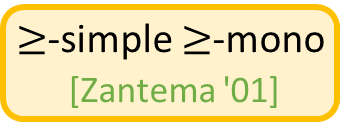 ≥-simple ≥-mono
[Zantema '01]